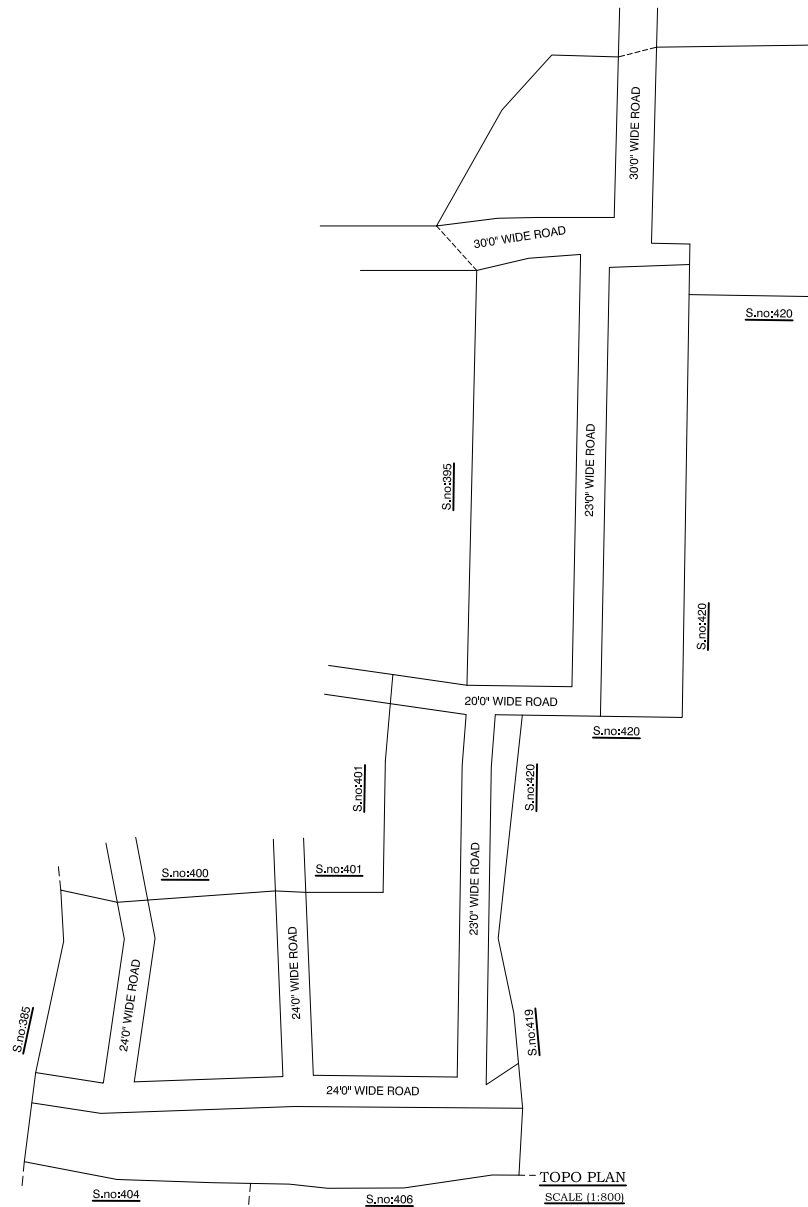 30'0" WIDE ROAD
30'0" WIDE ROAD
S.no:420
S.no:395
23'0" WIDE ROAD
S.no:420
20'0" WIDE ROAD
S.no:420
S.no:401
S.no:420
S.no:400
S.no:401
23'0" WIDE ROAD
24'0" WIDE ROAD
24'0" WIDE ROAD
S.no:385
S.no:419
24'0" WIDE ROAD
TOPO PLAN
SCALE (1:800)
S.no:404
S.no:406